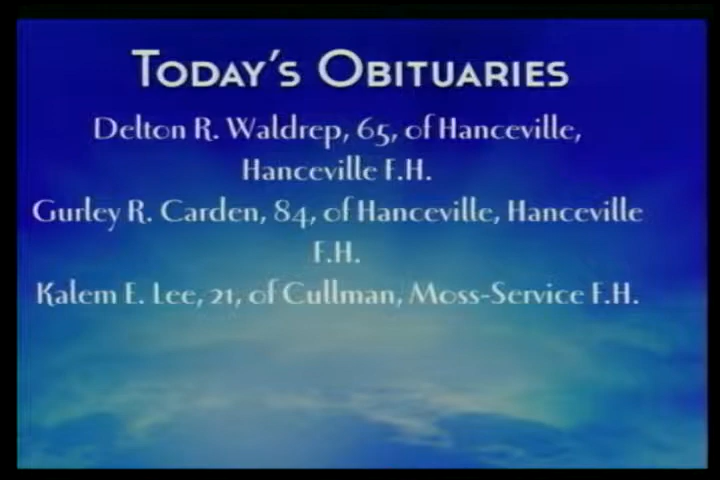 Today's Obituaries
Delton R. Waldrep, 65, of Hanceville,
Hanceville F.H.
Gurley R. Carden, 84, of Hanceville, Hanceville
F.H.
Kalem E. Lee, 21, of Cullman, Moss-Service F.H.